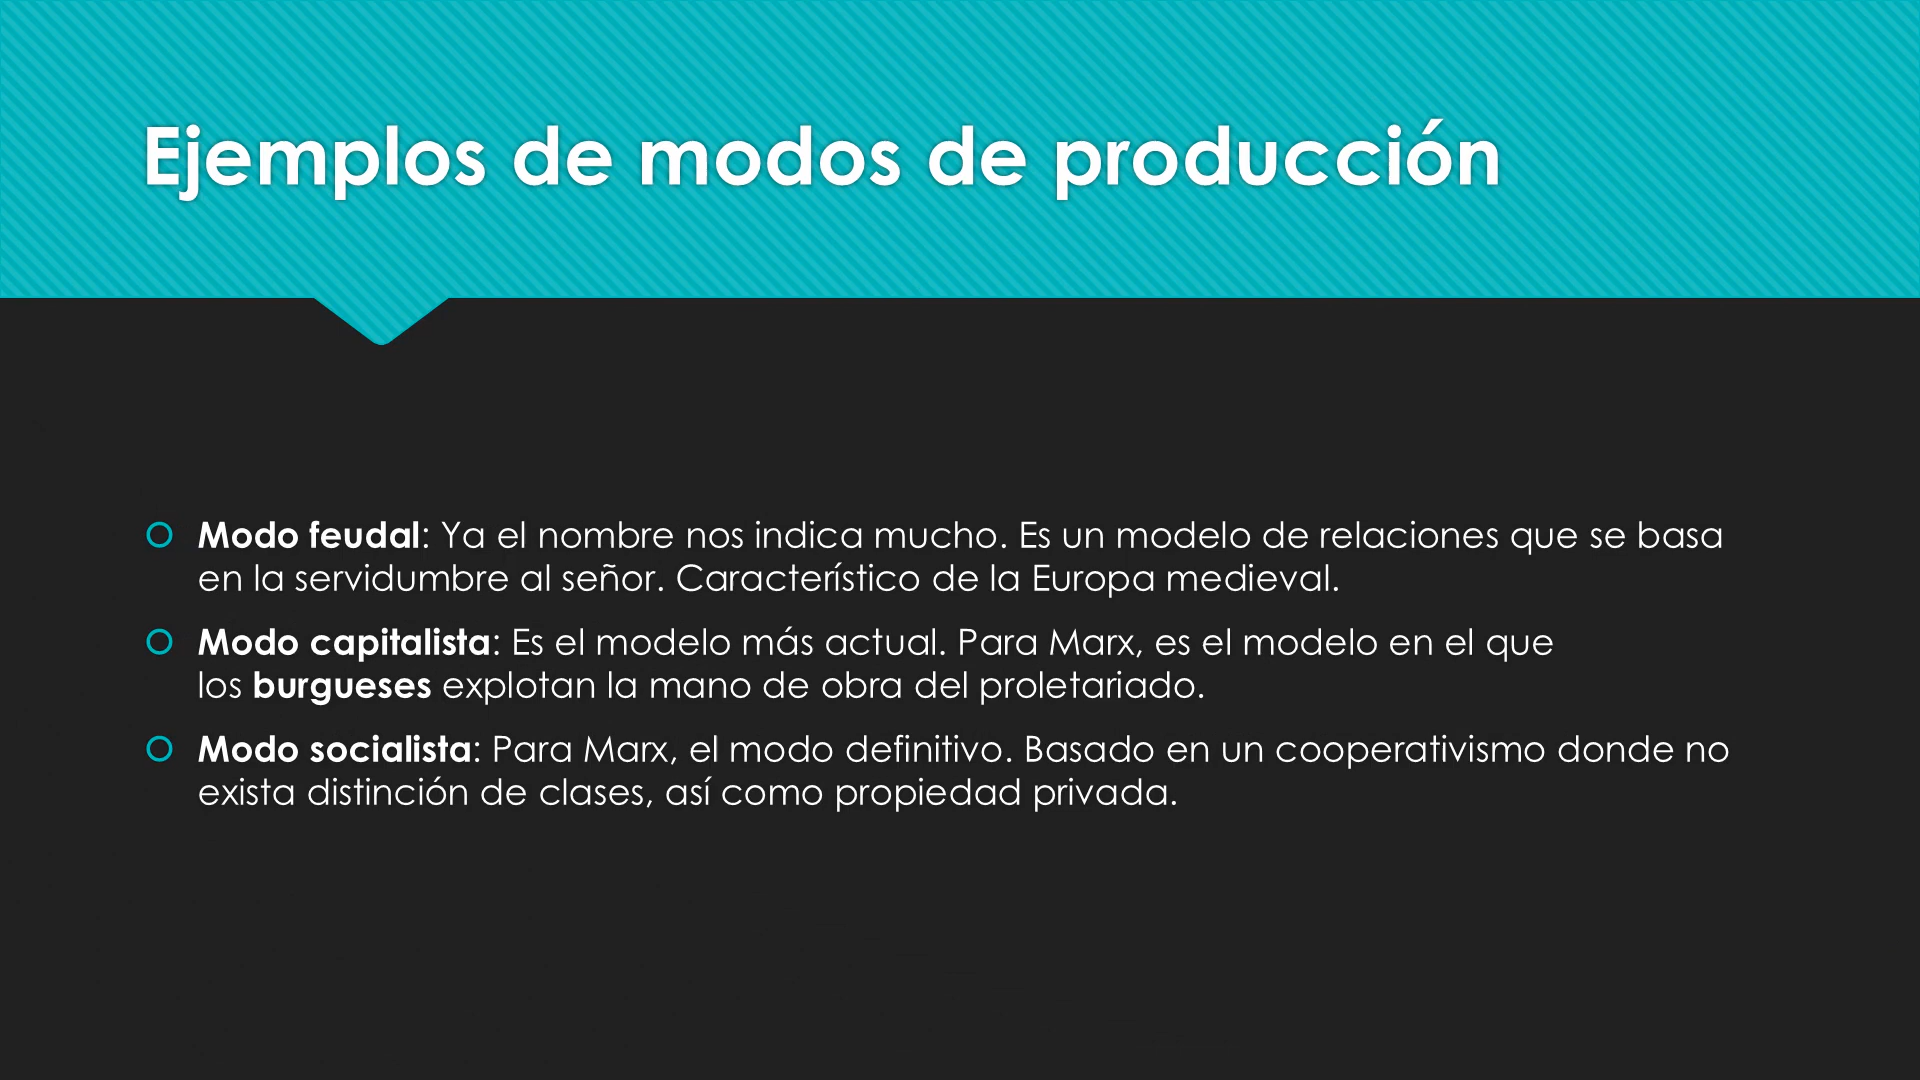 Ejemplos de modos de producción
Modo feudal: Ya el nombre nos indica mucho. Es un modelo de relaciones que se basa
en la servidumbre al señor. Característico de la Europa medieval.
Modo capitalista: Es el modelo más actual. Para Marx, es el modelo en el que
los burgueses explotan la mano de obra del proletariado.
Modo socialista: Para Marx, el modo definitivo. Basado en un cooperativismo donde no
exista distinción de clases, así como propiedad privada.